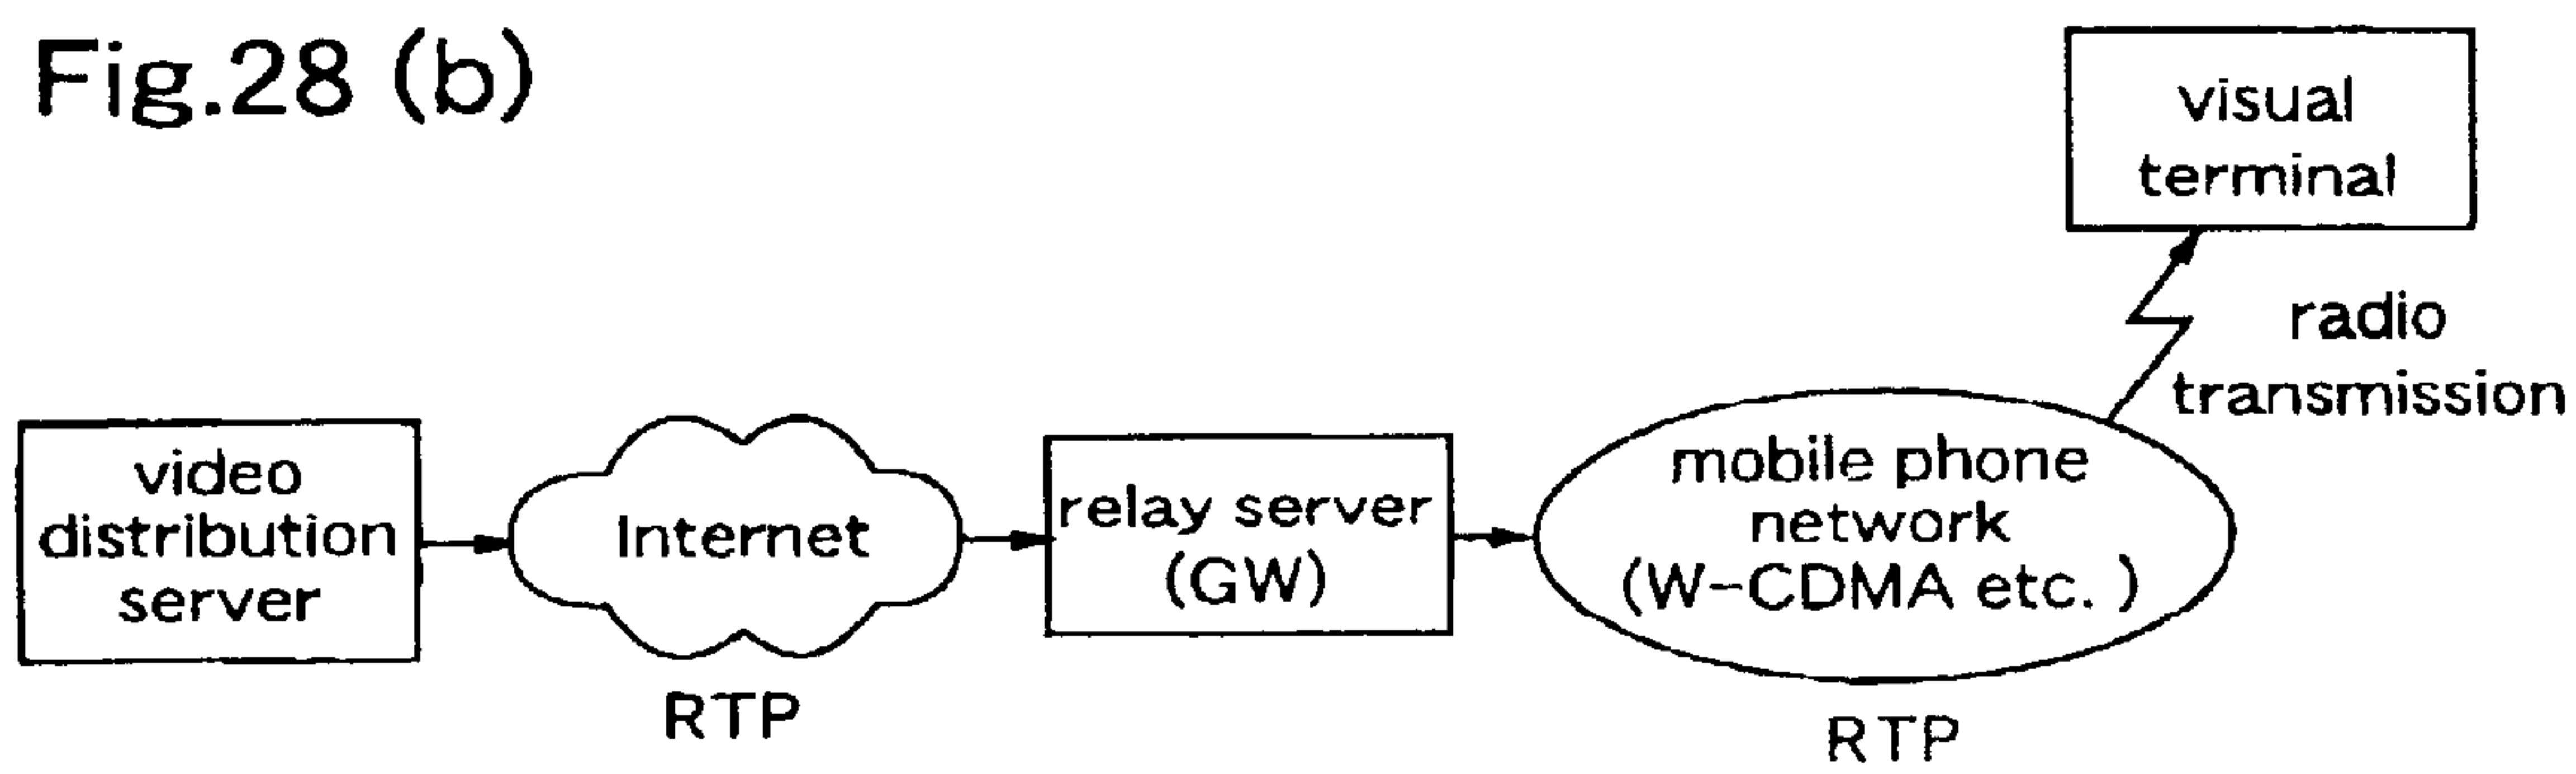 Fig.28 (b)
visual
terminal
radio
transmission
video
distribution
server
Internet
RTP
relay server
(GW)
mobile phone
network
(W-CDMA etc. )
RTP